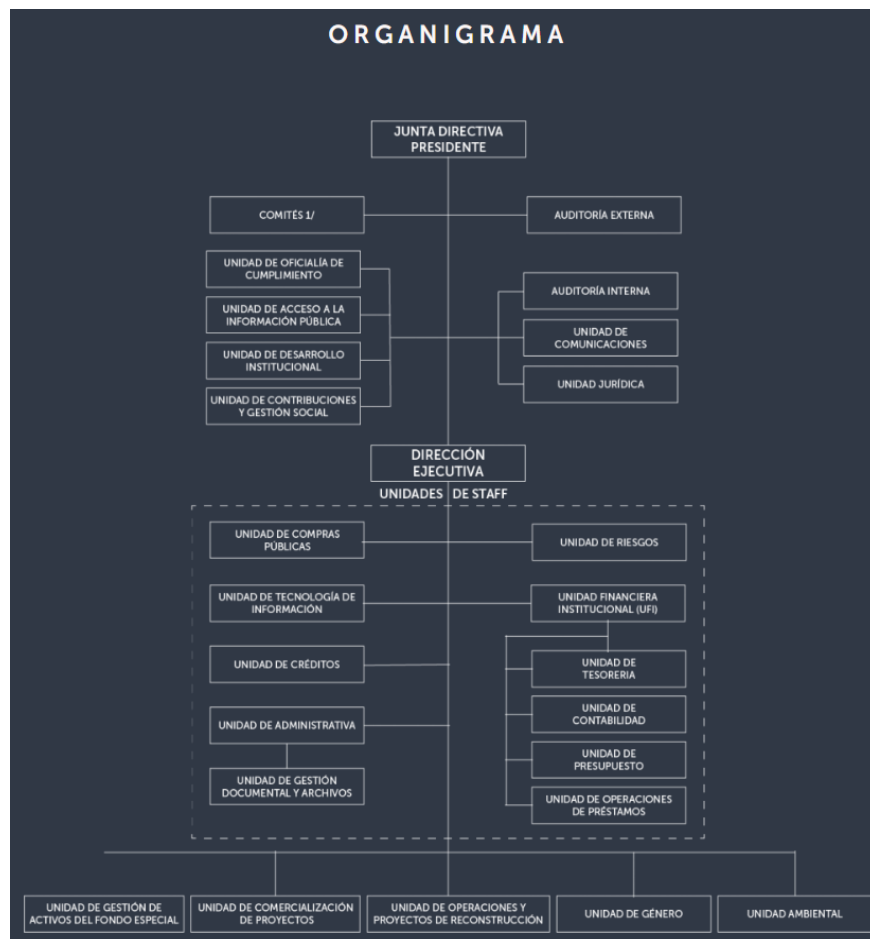 ORGANIGRAMA
JUNTA DIRECTIVA
PRESIDENTE
COMITÉS 1/
AUDITORÍA EXTERNA
UNIDAD DE OFICIALÍA DE
CUMPLIMIENTO
UNIDAD DE ACCESO A LA
INFORMACIÓN PÚBLICA
UNIDAD DE DESARROLLO
INSTITUCIONAL
UNIDAD DE CONTRIBUCIONES
Y GESTIÓN SOCIAL
AUDITORÍA INTERNA
UNIDAD DE
COMUNICACIONES
UNIDAD JURÍDICA
DIRECCIÓN
EJECUTIVA
UNIDADES DE STAFF
UNIDAD DE COMPRAS
PÚBLICAS
UNIDAD DE RIESGOS
UNIDAD DE TECNOLOGÍA DE
INFORMACIÓN
UNIDAD FINANCIERA
INSTITUCIONAL (UFI)
UNIDAD DE CRÉDITOS
UNIDAD DE ADMINISTRATIVA
UNIDAD DE GESTIÓN
DOCUMENTAL Y ARCHIVOS
UNIDAD DE
TESORERIA
UNIDAD DE
CONTABILIDAD
UNIDAD DE
PRESUPUESTO
UNIDAD DE OPERACIONES
DE PRÉSTAMOS
UNIDAD DE GESTIÓN DE
ACTIVOS DEL FONDO ESPECIAL
UNIDAD DE COMERCIALIZACIÓN
DE PROYECTOS
UNIDAD DE OPERACIONES Y
PROYECTOS DE RECONSTRUCCIÓN
UNIDAD DE GÉNERO
UNIDAD AMBIENTAL